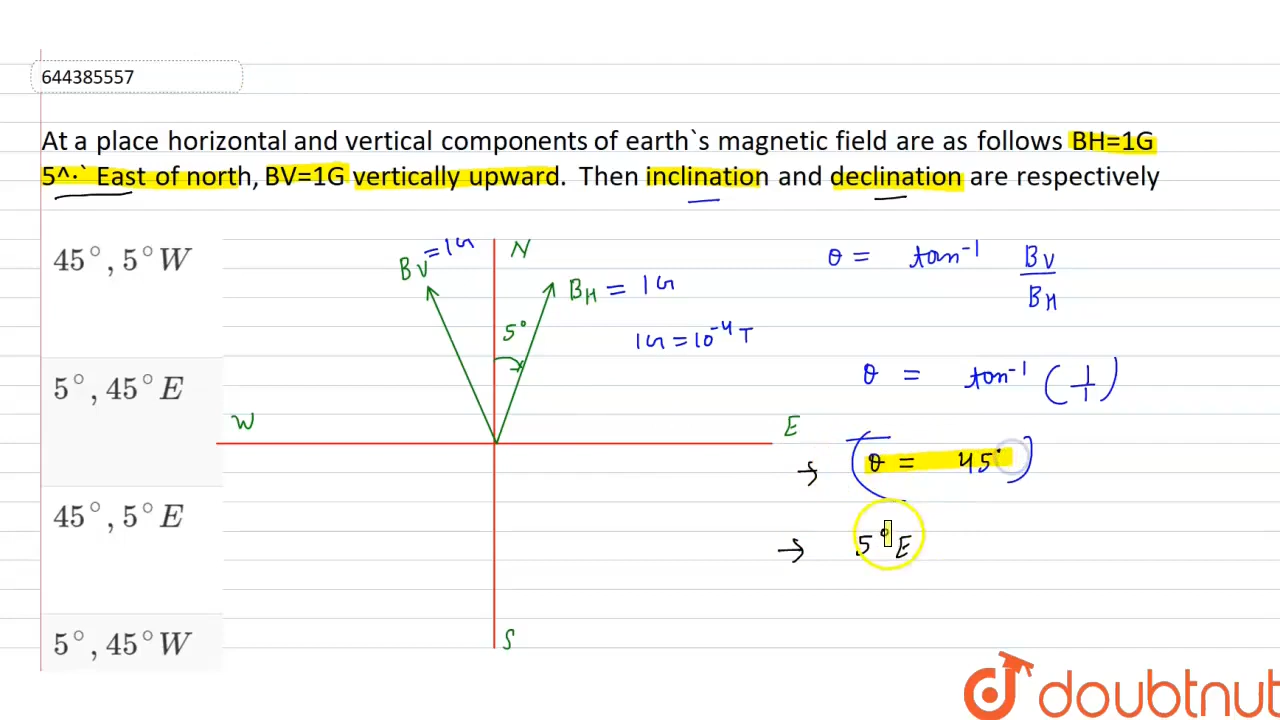 644385557
At a place horizontal and vertical components of earth`s magnetic field are as follows BH=1G
5^·` East of north, BV=1G vertically upward. Then inclination and declination are respectively
45°, 5°W
5°, 45°E
45°, 5°E
5°, 45°W
N
BV =1G
BH = 1G
5°
1G=10⁻⁴ T
W
E
S
θ = tan⁻¹ BV/BH
θ = tan⁻¹ (1/1)
→ (θ = 45°)
→ 5°E
doubtnut